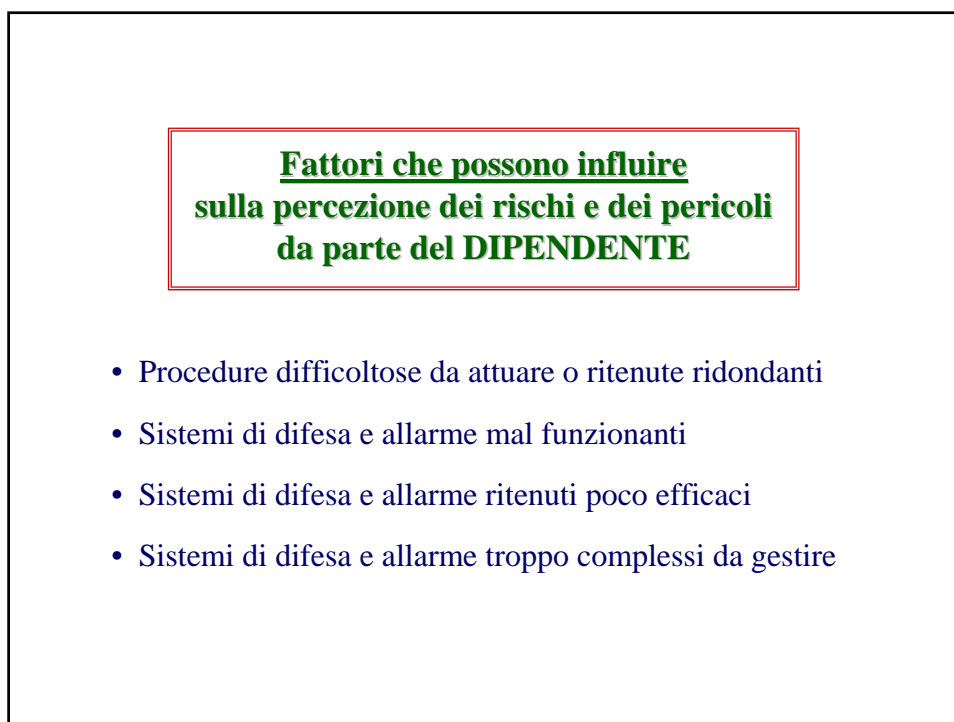 Fattori che possono influire
sulla percezione dei rischi e dei pericoli
da parte del DIPENDENTE
• Procedure difficoltose da attuare o ritenute ridondanti
• Sistemi di difesa e allarme mal funzionanti
• Sistemi di difesa e allarme ritenuti poco efficaci
• Sistemi di difesa e allarme troppo complessi da gestire